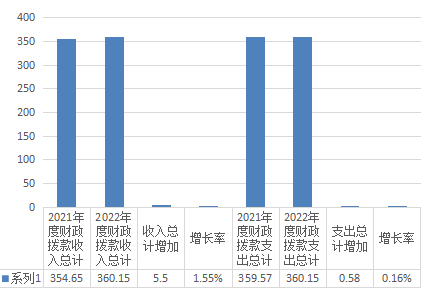 400
350
300
250
200
150
100
50
0
2021年
度财政
拨款收
入总计
2022年
度财政
拨款收
入总计
收入总
计增加
增长率
2021年
度财政
拨款支
出总计
2022年
度财政
拨款支
出总计
支出总
计增加
增长率
系列1 354.65 360.15 5.5 1.55% 359.57 360.15 0.58 0.16%